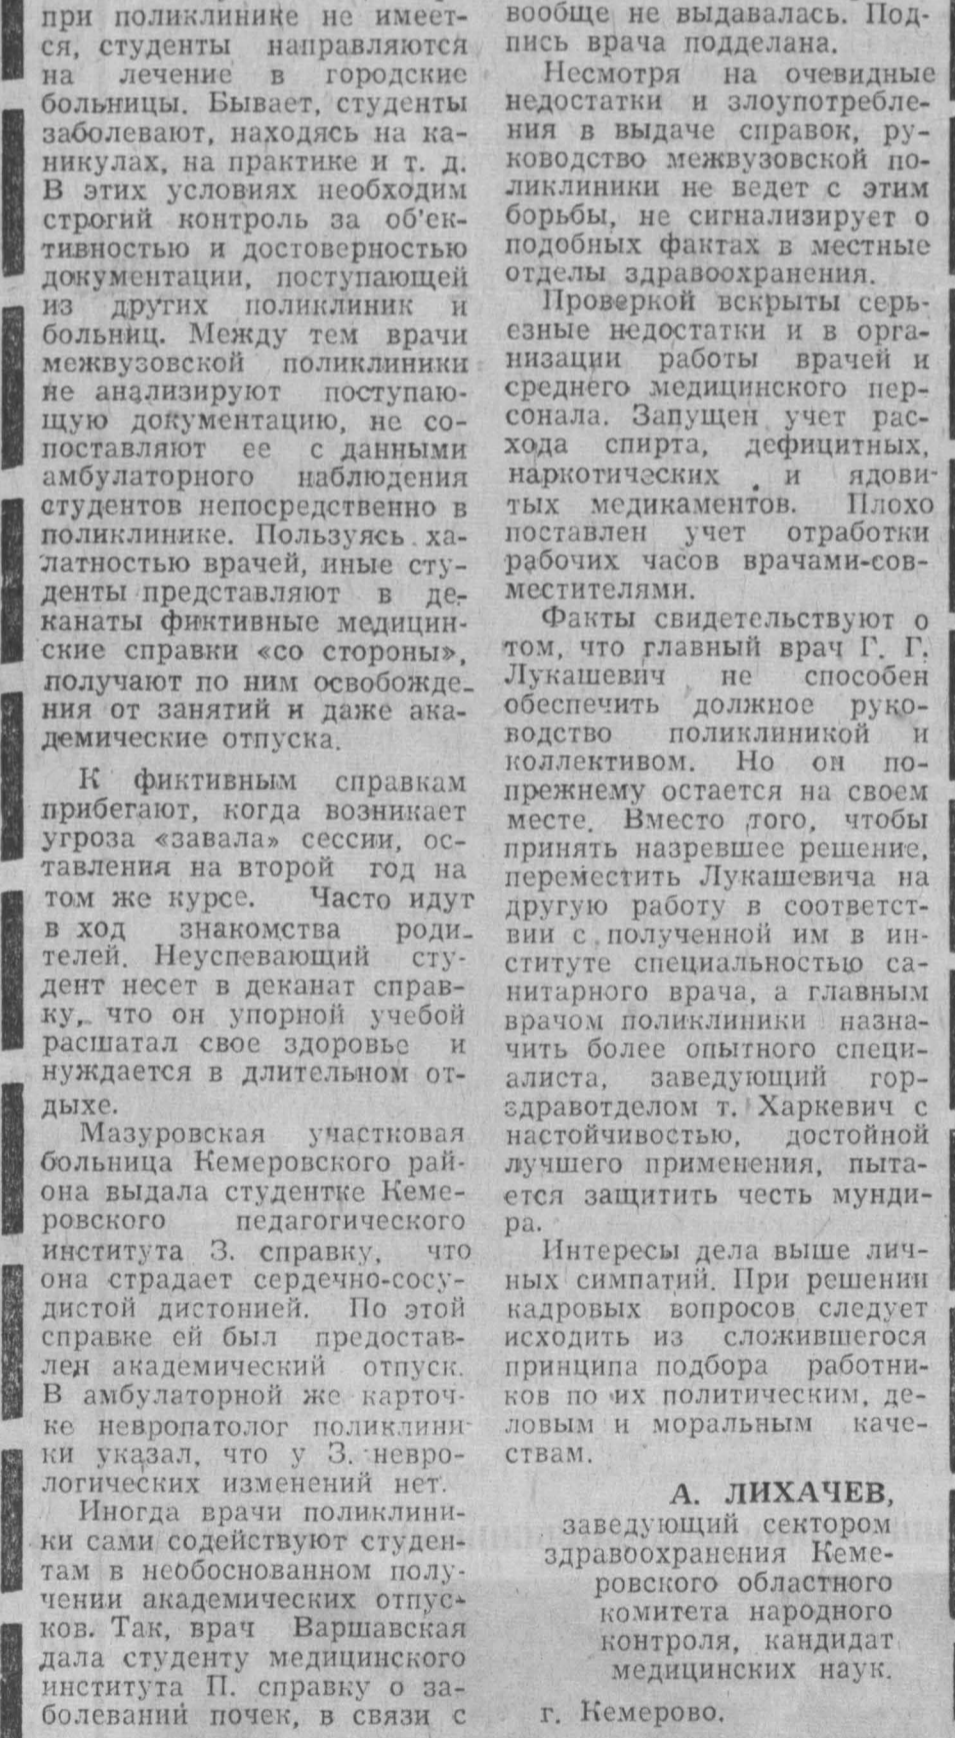 при поликлинике не имеет-
ся, студенты направляются
на лечение в городские
больницы. Бывает, студенты
заболевают, находясь на ка-
никулах, на практике и т. д.
В этих условиях необходим
строгий контроль за об'ек-
тивностью и достоверностью
документации, поступающей
из других поликлиник и
больниц. Между тем врачи
межвузовской поликлиники
не анализируют поступаю-
щую документацию, не со-
поставляют ее с данными
амбулаторного наблюдения
студентов непосредственно в
поликлинике. Пользуясь ха-
латностью врачей, иные сту-
денты представляют в де-
канаты фиктивные медицин-
ские справки «со стороны»,
получают по ним освобожде-
ния от занятий и даже ака-
демические отпуска.
К фиктивным справкам
прибегают, когда возникает
угроза «завала» сессии, ос-
тавления на второй год на
том же курсе. Часто идут
в ход знакомства роди-
телей. Неуспевающий сту-
дент несет в деканат справ-
ку, что он упорной учебой
расшатал свое здоровье и
нуждается в длительном от-
дыхе.
Мазуровская участковая
больница Кемеровского рай-
она выдала студентке Кеме-
ровского педагогического
института З. справку, что
она страдает сердечно-сосу-
дистой дистонией. По этой
справке ей был предостав-
лен академический отпуск.
В амбулаторной же карточ-
ке невропатолог поликлини-
ки указал, что у З. невро-
логических изменений нет.
Иногда врачи поликлини-
ки сами содействуют студен-
там в необоснованном полу-
чении академических отпус-
ков. Так, врач Варшавская
дала студенту медицинского
института П. справку о за-
болевании почек, в связи с
вообще не выдавалась. Под-
пись врача подделана.
Несмотря на очевидные
недостатки и злоупотребле-
ния в выдаче справок, ру-
ководство межвузовской по-
ликлиники не ведет с этим
борьбы, не сигнализирует о
подобных фактах в местные
отделы здравоохранения.
Проверкой вскрыты серь-
езные недостатки и в орга-
низации работы врачей и
среднего медицинского пер-
сонала. Запущен учет рас-
хода спирта, дефицитных,
наркотических и ядови-
тых медикаментов. Плохо
поставлен учет отработки
рабочих часов врачами-сов-
местителями.
Факты свидетельствуют о
том, что главный врач Г. Г.
Лукашевич не способен
обеспечить должное руко-
водство поликлиникой и
коллективом. Но он по-
прежнему остается на своем
месте. Вместо того, чтобы
принять назревшее решение,
переместить Лукашевича на
другую работу в соответст-
вии с полученной им в ин-
ституте специальностью са-
нитарного врача, а главным
врачом поликлиники назна-
чить более опытного специ-
алиста, заведующий гор-
здравотделом т. Харкевич с
настойчивостью, достойной
лучшего применения, пыта-
ется защитить честь мунди-
ра.
Интересы дела выше лич-
ных симпатий. При решении
кадровых вопросов следует
исходить из сложившегося
принципа подбора работни-
ков по их политическим, де-
ловым и моральным каче-
ствам.
А. ЛИХАЧЕВ,
заведующий сектором
здравоохранения Кеме-
ровского областного
комитета народного
контроля, кандидат
медицинских наук.
г. Кемерово.